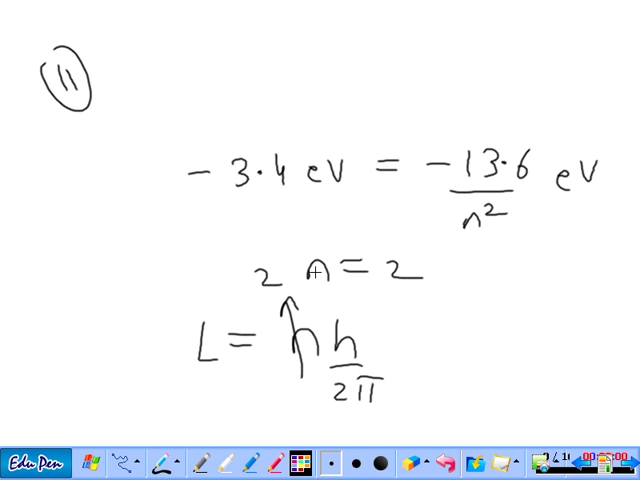 11
- 3.4 eV = -13.6/n² eV
2 n = 2
L = n h/2π
Edu Pen